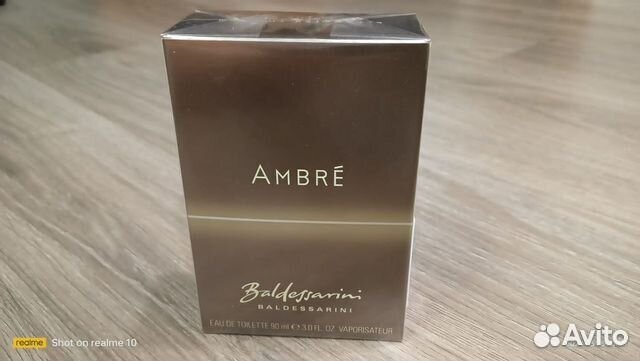 AMBRÉ
Baldessarini
BALDESSARINI
EAU DE TOILETTE 90 ml ℮ 3.0 FL. OZ VAPORISATEUR
realme Shot on realme 10
Avito